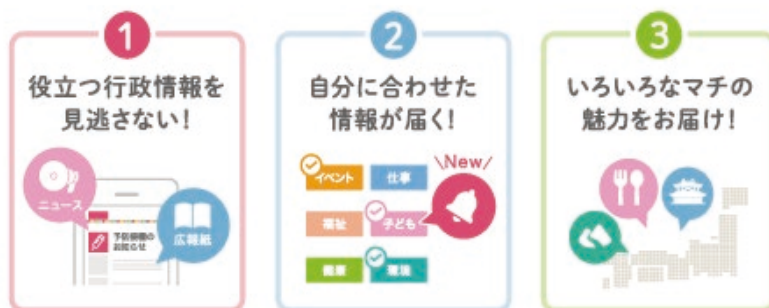 1
役立つ行政情報を
見逃さない!
ニュース
予防接種の
お知らせ
広報紙
2
自分に合わせた
情報が届く!
\New/
イベント
仕事
福祉
子ども
健康
環境
3
いろいろなマチの
魅力をお届け!